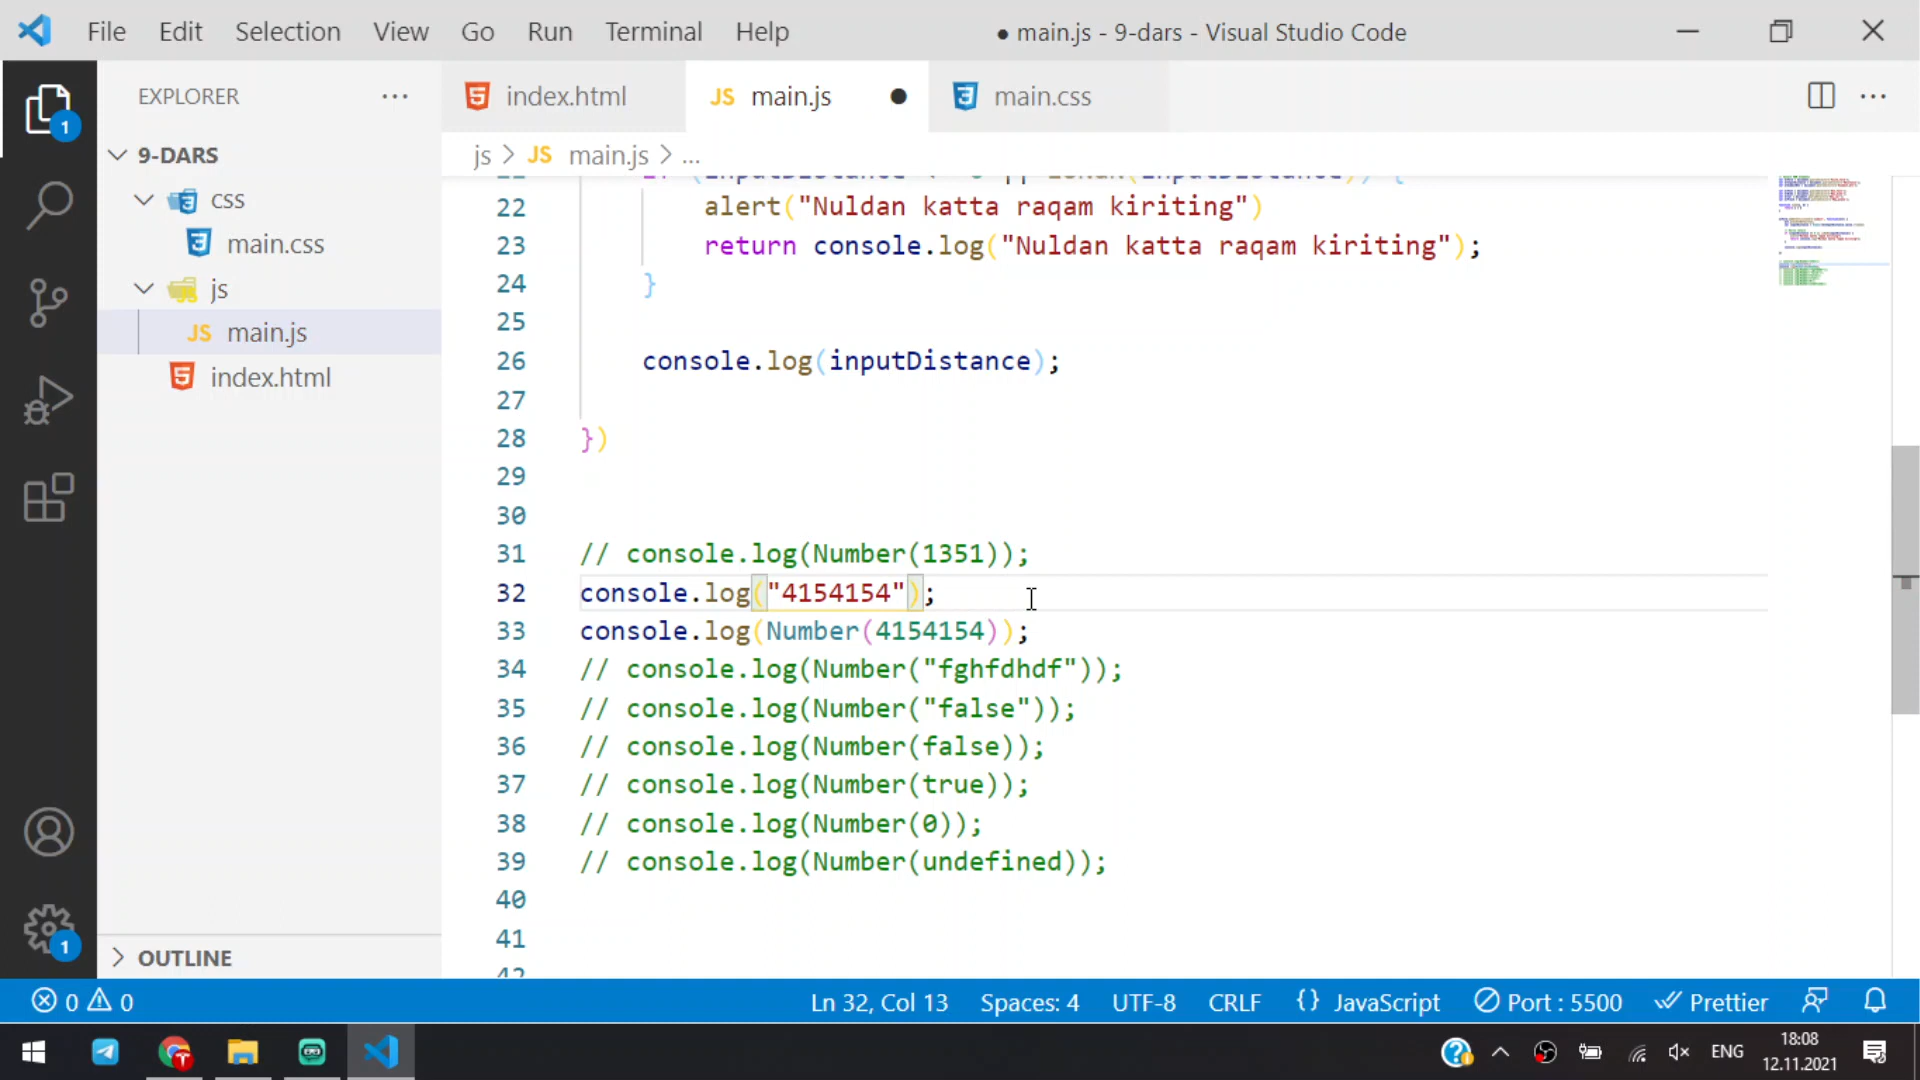 File Edit Selection View Go Run Terminal Help ● main.js - 9-dars - Visual Studio Code
EXPLORER ... index.html JS main.js ● main.css ...
js > JS main.js > ...
1
9-DARS
css
main.css
js
JS main.js
index.html
22 alert("Nuldan katta raqam kiriting")
23 return console.log("Nuldan katta raqam kiriting");
24 }
25
26 console.log(inputDistance);
27
28 })
29
30
31 // console.log(Number(1351));
32 console.log("4154154");
33 console.log(Number(4154154));
34 // console.log(Number("fghfdhdf"));
35 // console.log(Number("false"));
36 // console.log(Number(false));
37 // console.log(Number(true));
38 // console.log(Number(0));
39 // console.log(Number(undefined));
40
41
42
1
OUTLINE
0 0 Ln 32, Col 13 Spaces: 4 UTF-8 CRLF {} JavaScript Port : 5500 Prettier
ENG 18:08
12.11.2021